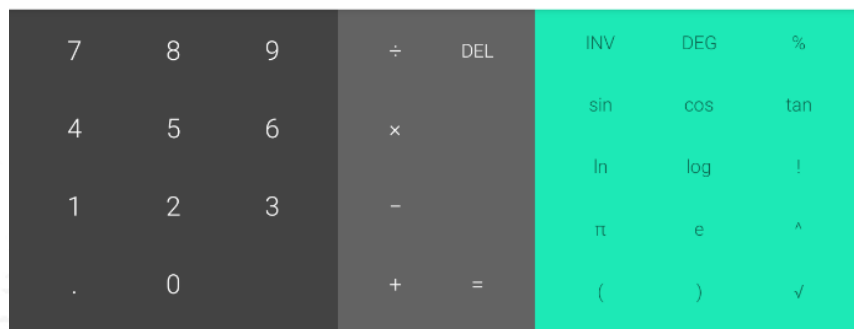 7 8 9 ÷ DEL INV DEG %
4 5 6 × sin cos tan
1 2 3 − ln log !
. 0 + = π e ^
( ) √